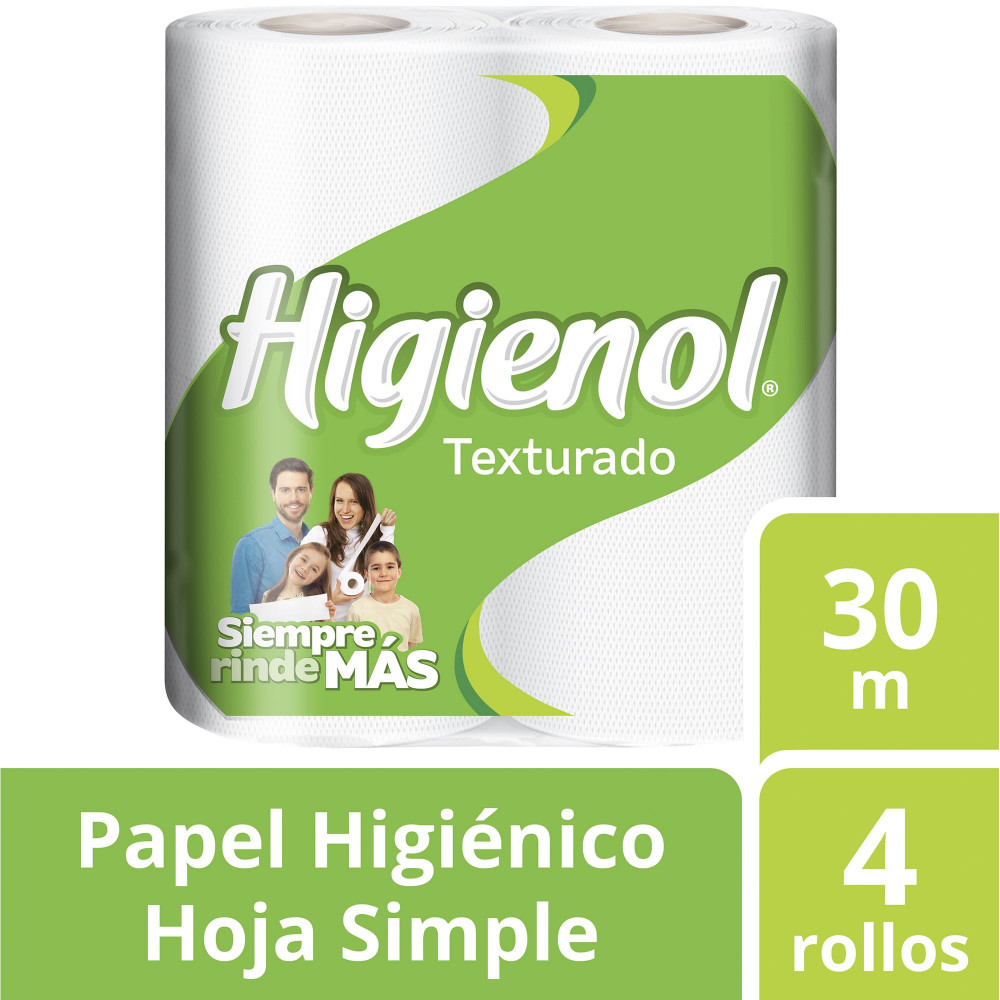 Higienol®
Texturado
Siempre
rinde MÁS
30
m
Papel Higiénico
Hoja Simple
4
rollos